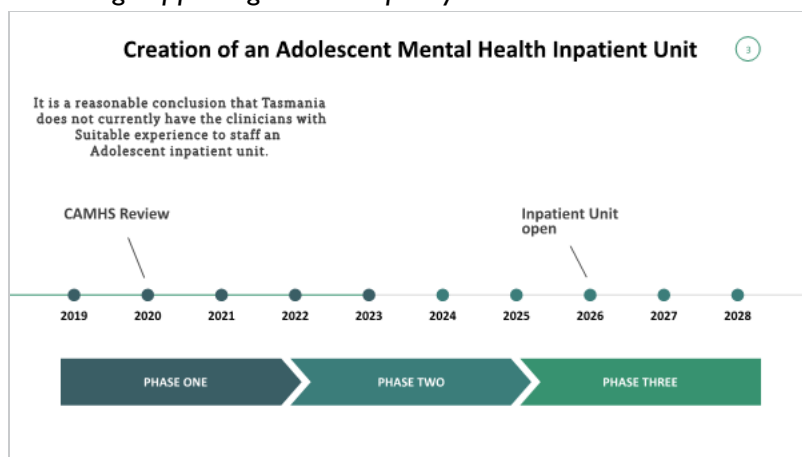 Creation of an Adolescent Mental Health Inpatient Unit
3
It is a reasonable conclusion that Tasmania
does not currently have the clinicians with
Suitable experience to staff an
Adolescent inpatient unit.
CAMHS Review
Inpatient Unit
open
2019 2020 2021 2022 2023 2024 2025 2026 2027 2028
PHASE ONE PHASE TWO PHASE THREE